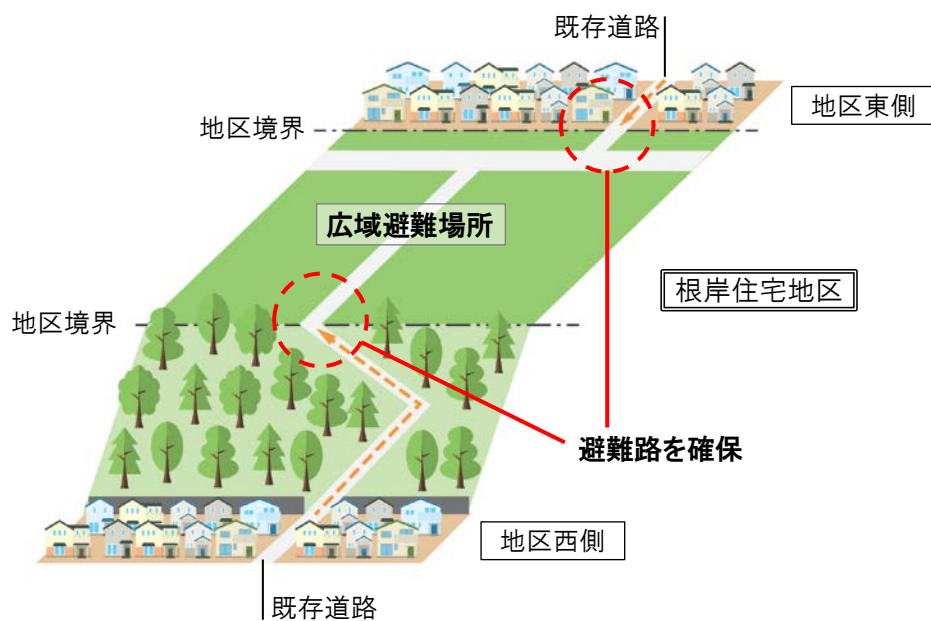 既存道路
地区東側
地区境界
広域避難場所
根岸住宅地区
地区境界
避難路を確保
地区西側
既存道路